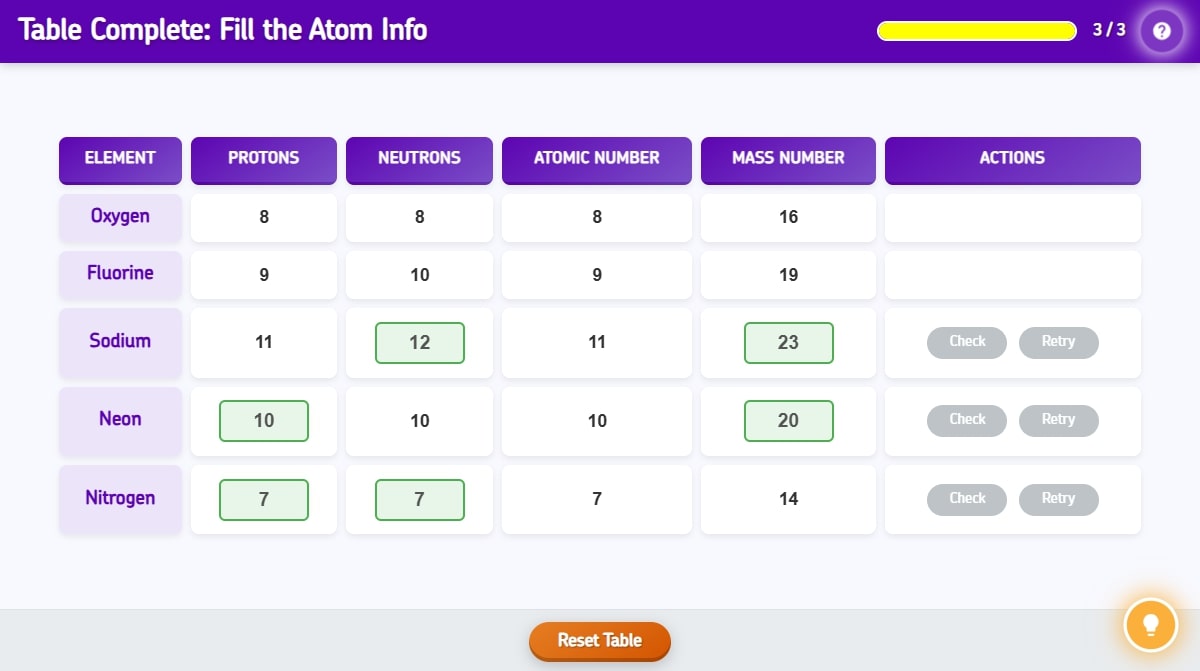 Table Complete: Fill the Atom Info
3 / 3
?
ELEMENT PROTONS NEUTRONS ATOMIC NUMBER MASS NUMBER ACTIONS
Oxygen 8 8 8 16
Fluorine 9 10 9 19
Sodium 11 12 11 23 Check Retry
Neon 10 10 10 20 Check Retry
Nitrogen 7 7 7 14 Check Retry
Reset Table